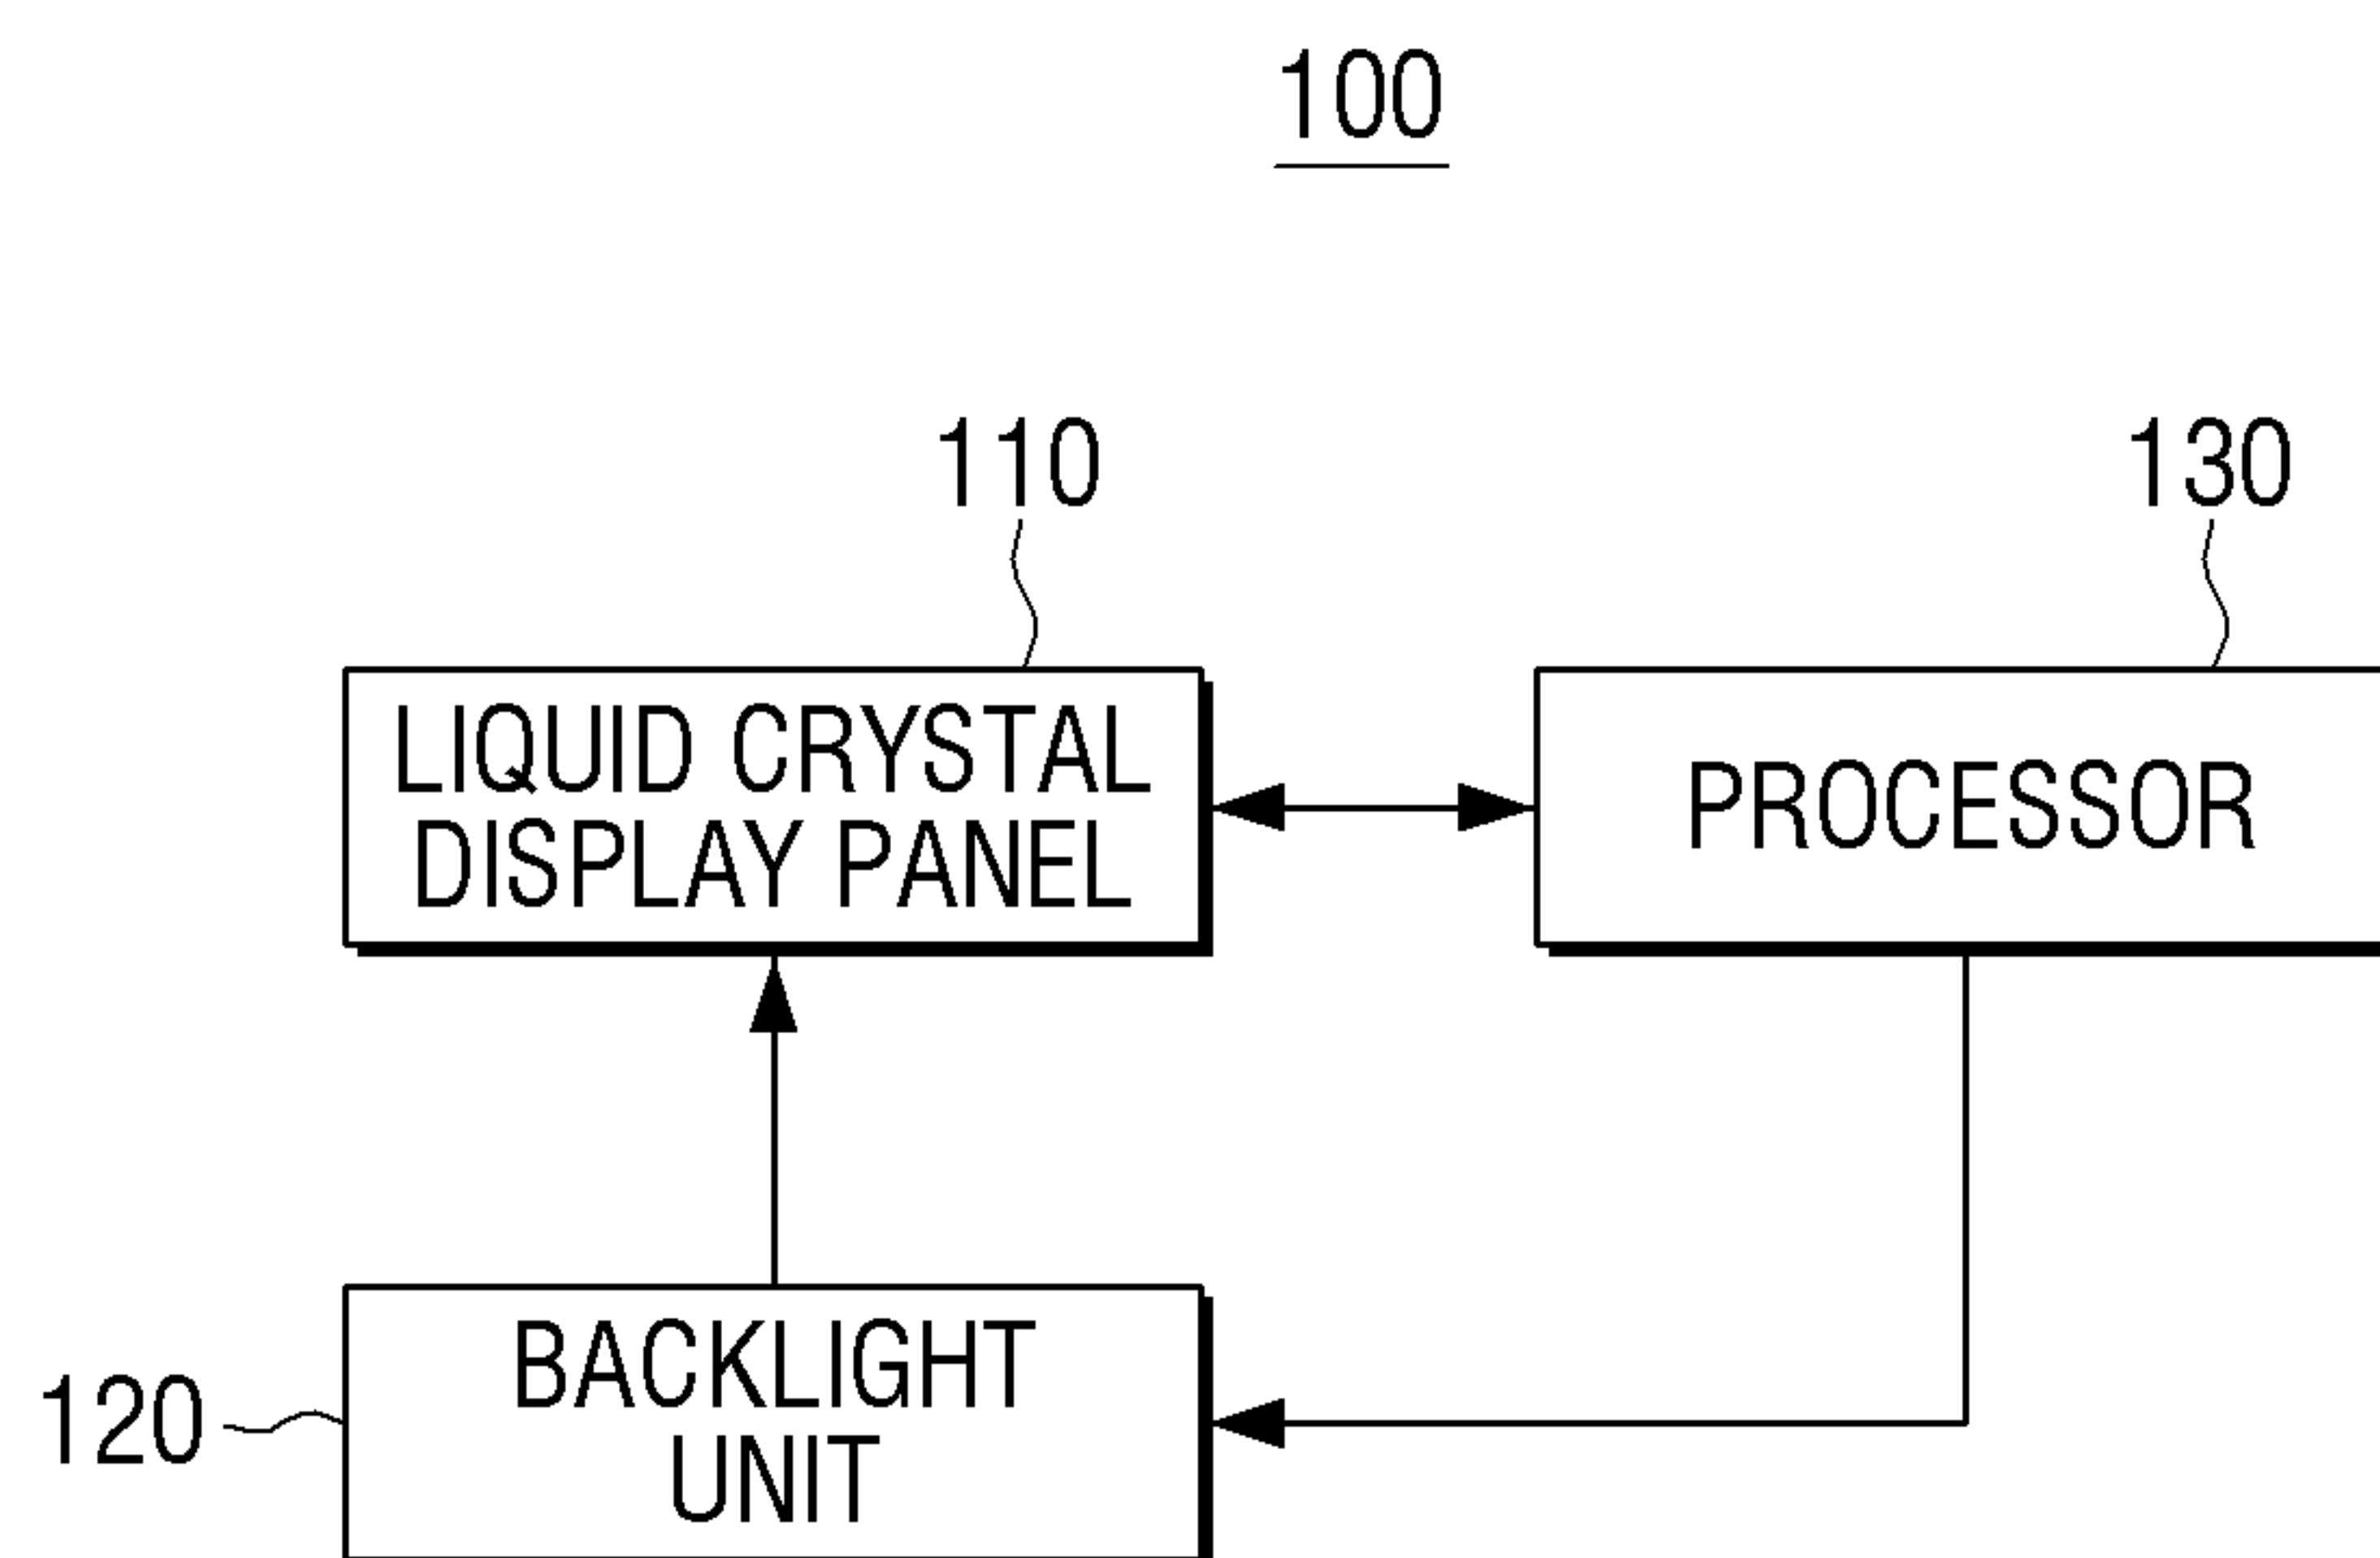 100
110
130
LIQUID CRYSTAL
DISPLAY PANEL
PROCESSOR
120
BACKLIGHT
UNIT